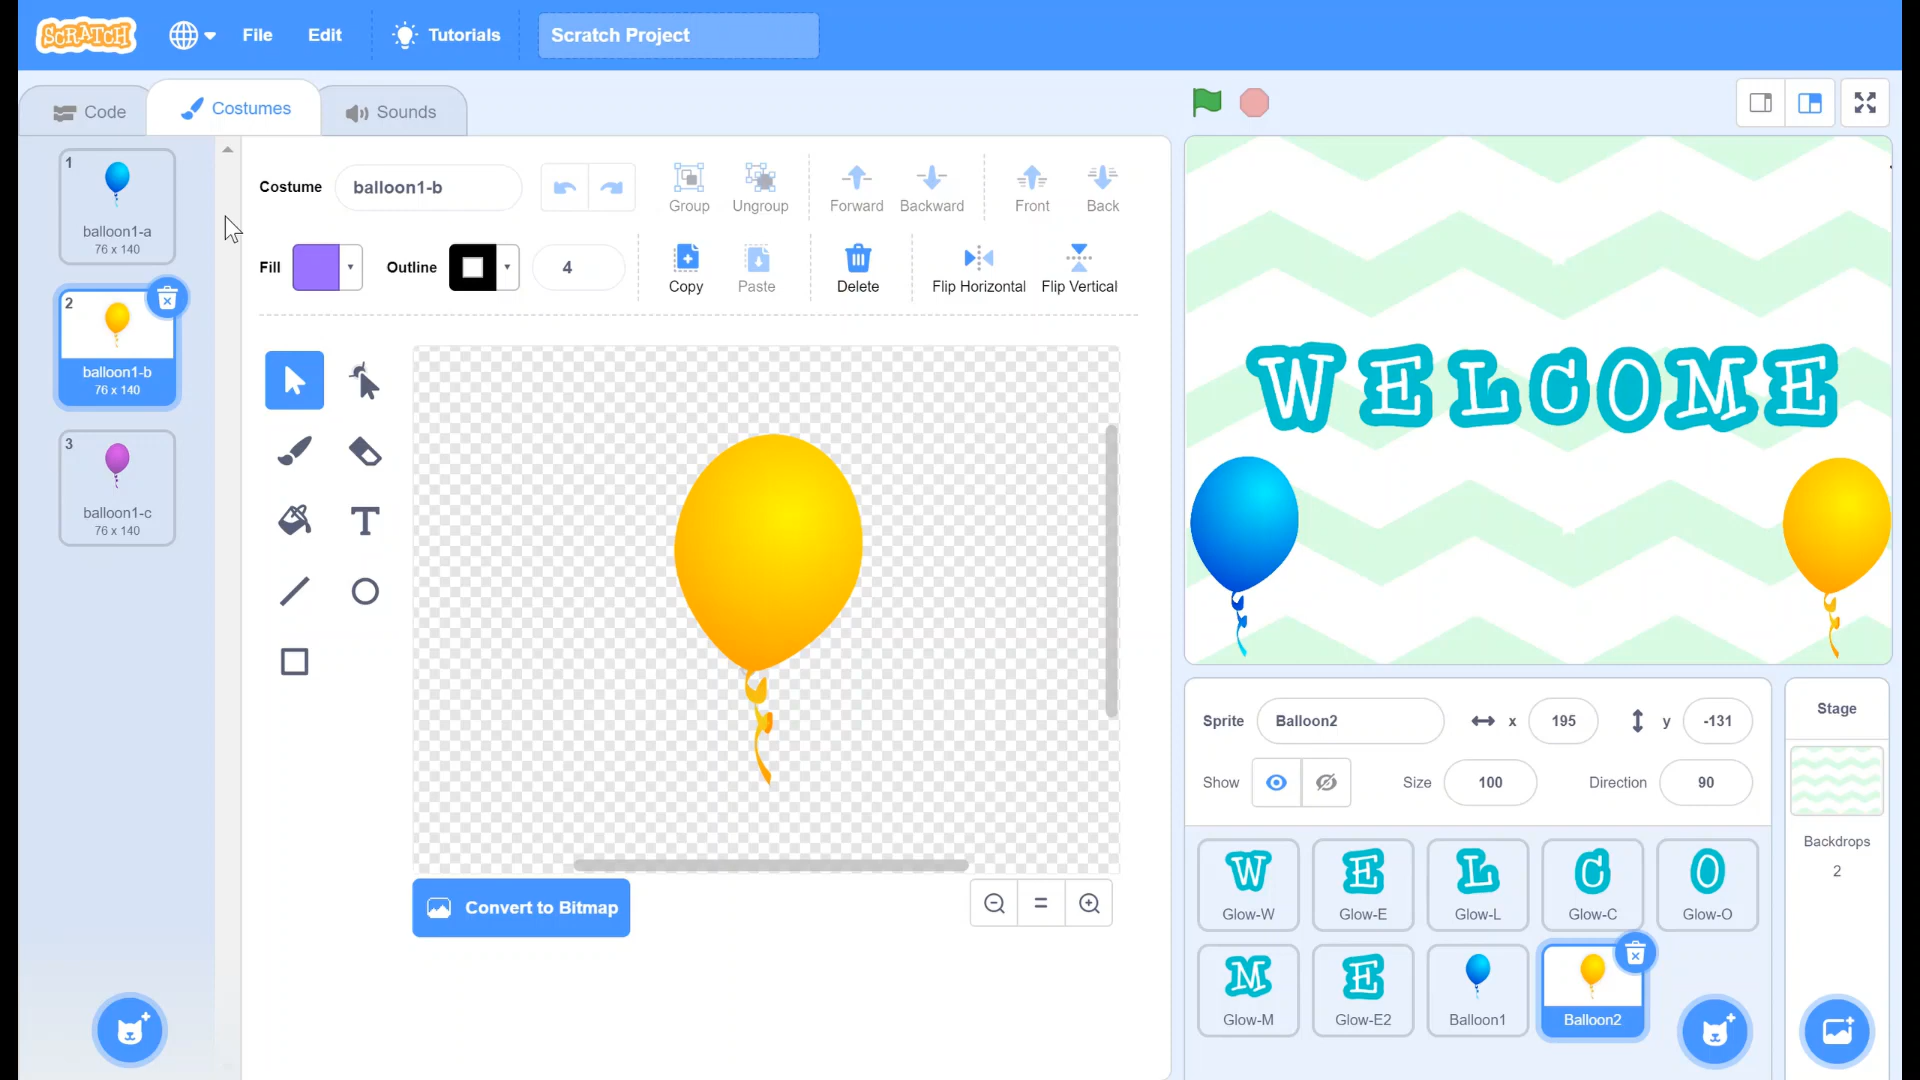 SCRATCH File Edit Tutorials Scratch Project
Code Costumes Sounds
1
balloon1-a
76 x 140
2
balloon1-b
76 x 140
3
balloon1-c
76 x 140
Costume balloon1-b Group Ungroup Forward Backward Front Back
Fill Outline 4 Copy Paste Delete Flip Horizontal Flip Vertical
T
Convert to Bitmap
WELCOME
Sprite Balloon2 x 195 y -131
Show Size 100 Direction 90
W E L C O
Glow-W Glow-E Glow-L Glow-C Glow-O
M E
Glow-M Glow-E2 Balloon1 Balloon2
Stage
Backdrops
2